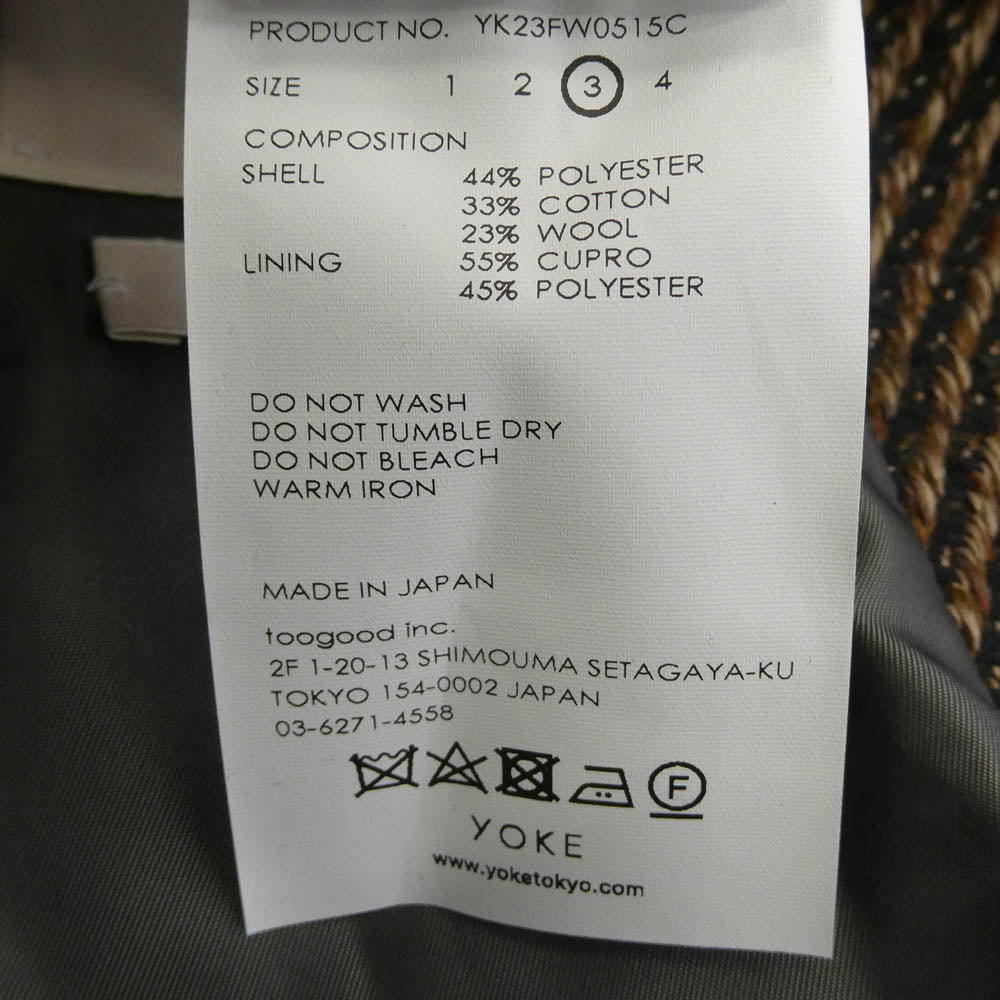 PRODUCT NO. YK23FW0515C
SIZE 1 2 3 4
COMPOSITION
SHELL 44% POLYESTER
33% COTTON
23% WOOL
LINING 55% CUPRO
45% POLYESTER
DO NOT WASH
DO NOT TUMBLE DRY
DO NOT BLEACH
WARM IRON
MADE IN JAPAN
toogood inc.
2F 1-20-13 SHIMOUMA SETAGAYA-KU
TOKYO 154-0002 JAPAN
03-6271-4558
F
YOKE
www.yoketokyo.com